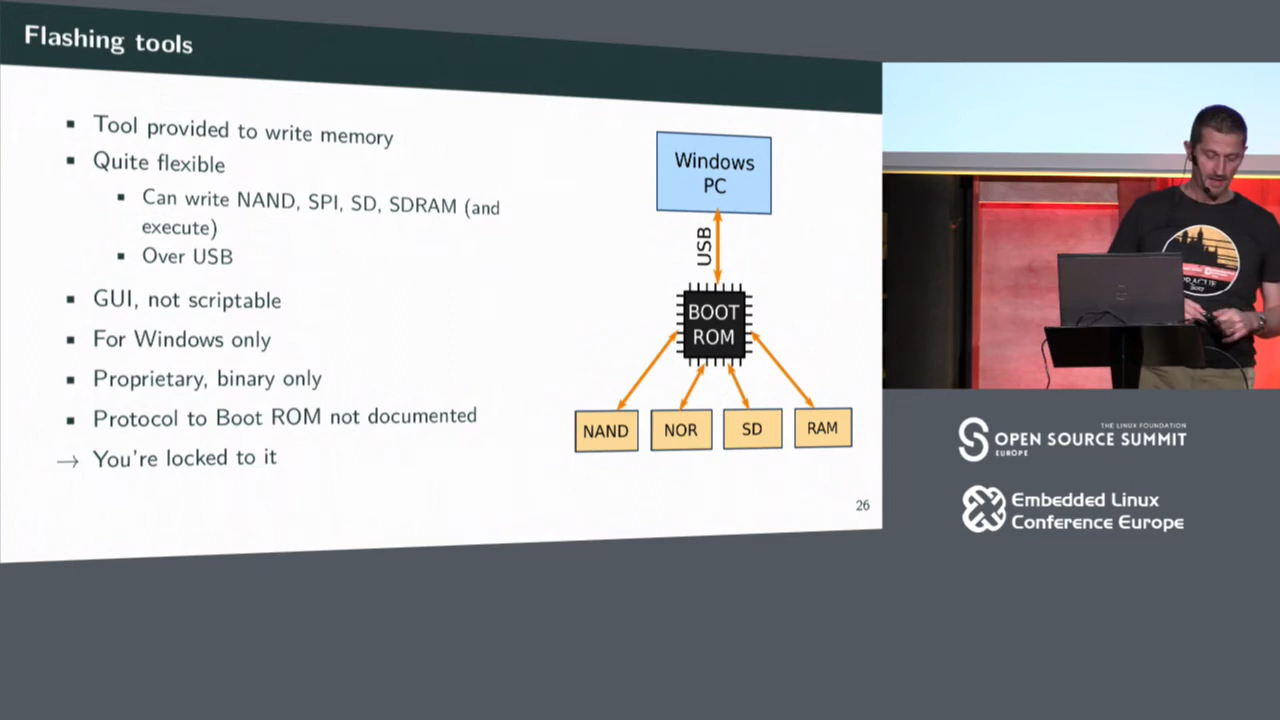 Flashing tools
Tool provided to write memory
Quite flexible
Can write NAND, SPI, SD, SDRAM (and
execute)
Over USB
GUI, not scriptable
For Windows only
Proprietary, binary only
Protocol to Boot ROM not documented
→ You're locked to it
Windows
PC
USB
BOOT
ROM
NAND
NOR
SD
RAM
26
THE LINUX FOUNDATION
OPEN SOURCE SUMMIT
EUROPE
Embedded Linux
Conference Europe